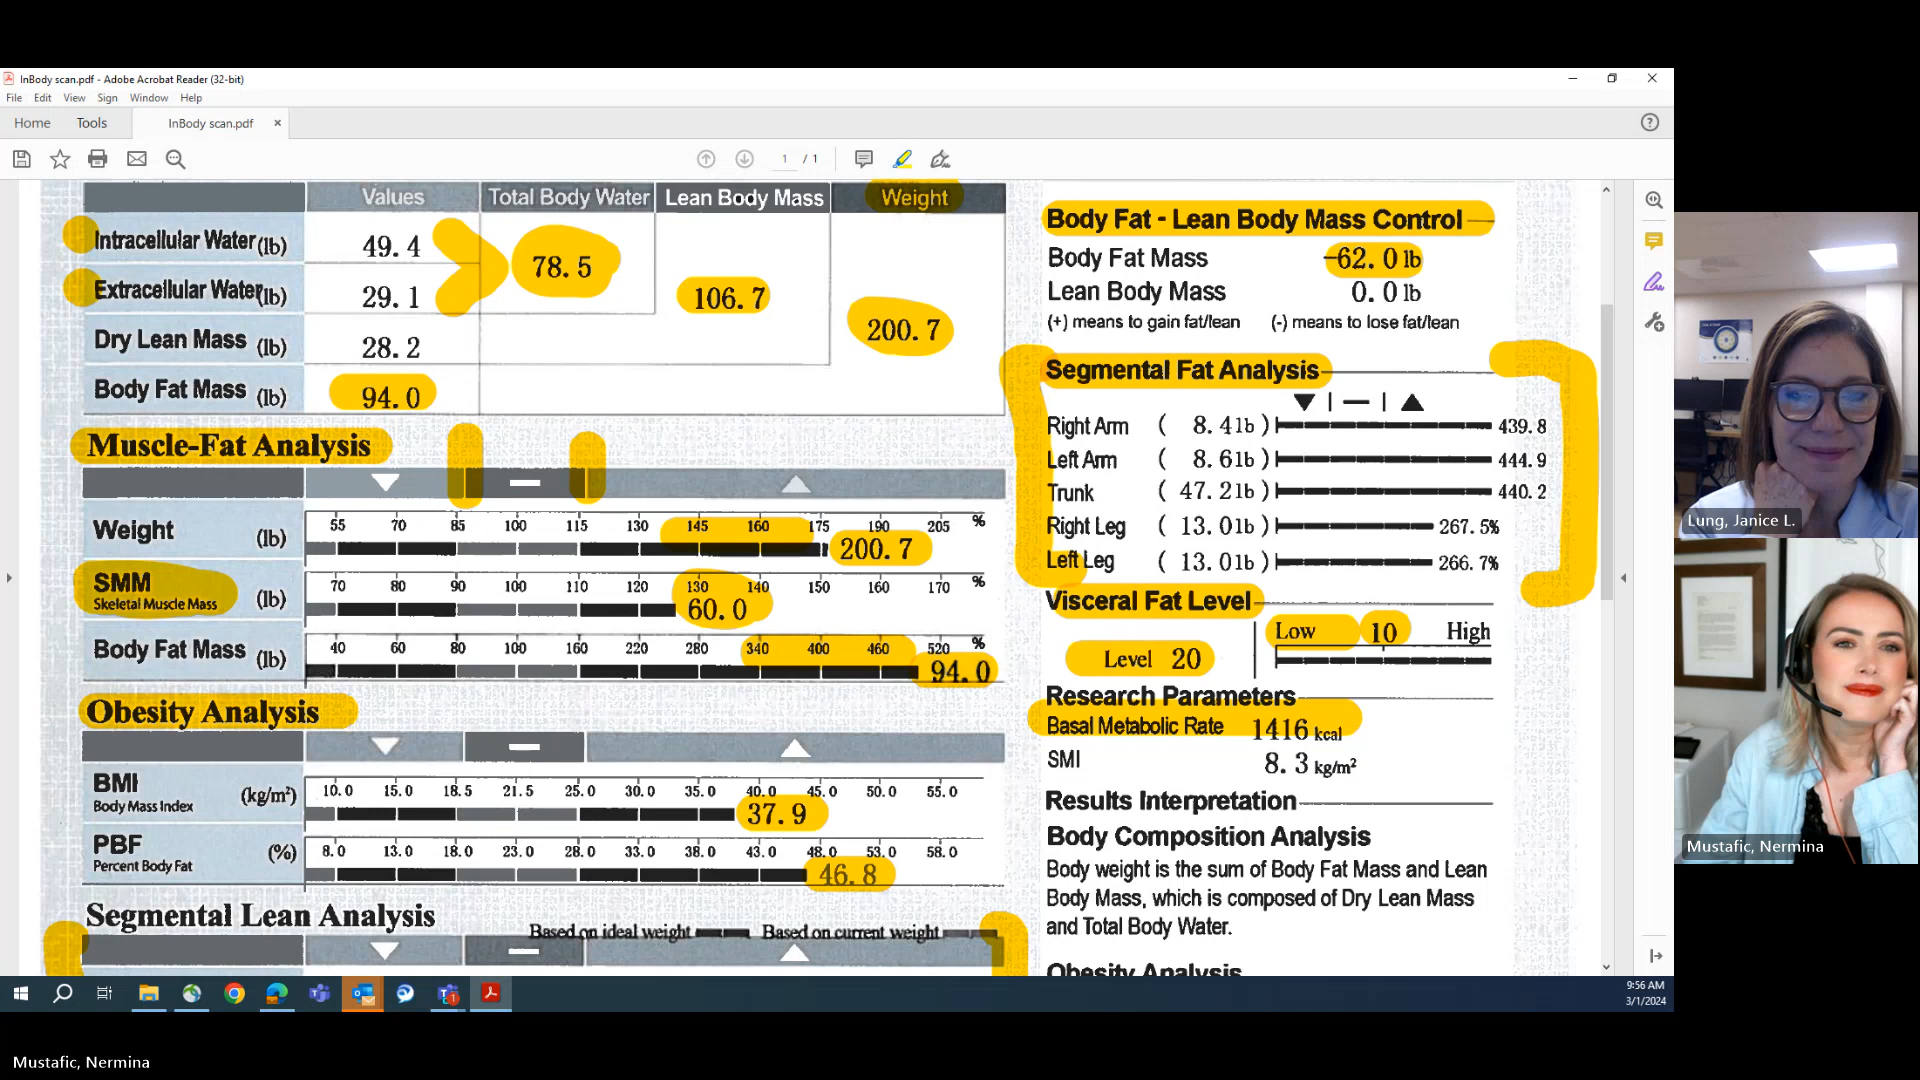 InBody scan.pdf - Adobe Acrobat Reader (32-bit)
File Edit View Sign Window Help
Home Tools InBody scan.pdf ×
1 / 1
Values Total Body Water Lean Body Mass Weight
Intracellular Water (lb) 49.4
78.5
Extracellular Water (lb) 29.1
106.7
200.7
Dry Lean Mass (lb) 28.2
Body Fat Mass (lb) 94.0
Muscle-Fat Analysis
Weight (lb) 55 70 85 100 115 130 145 160 175 190 205 %
200.7
SMM (lb) 70 80 90 100 110 120 130 140 150 160 170 %
Skeletal Muscle Mass 60.0
Body Fat Mass (lb) 40 60 80 100 160 220 280 340 400 460 520 %
94.0
Obesity Analysis
BMI (kg/m²) 10.0 15.0 18.5 21.5 25.0 30.0 35.0 40.0 45.0 50.0 55.0
Body Mass Index 37.9
PBF (%) 8.0 13.0 18.0 23.0 28.0 33.0 38.0 43.0 48.0 53.0 58.0
Percent Body Fat 46.8
Segmental Lean Analysis
Based on ideal weight Based on current weight
Body Fat - Lean Body Mass Control
Body Fat Mass -62.0 lb
Lean Body Mass 0.0 lb
(+) means to gain fat/lean (-) means to lose fat/lean
Segmental Fat Analysis
Right Arm ( 8.4lb ) 439.8
Left Arm ( 8.6lb ) 444.9
Trunk ( 47.2lb ) 440.2
Right Leg ( 13.0lb ) 267.5%
Left Leg ( 13.0lb ) 266.7%
Visceral Fat Level
Low 10 High
Level 20
Research Parameters
Basal Metabolic Rate 1416 kcal
SMI 8.3 kg/m²
Results Interpretation
Body Composition Analysis
Body weight is the sum of Body Fat Mass and Lean
Body Mass, which is composed of Dry Lean Mass
and Total Body Water.
Obesity Analysis
9:56 AM
3/1/2024
Lung, Janice L.
Mustafic, Nermina
Mustafic, Nermina